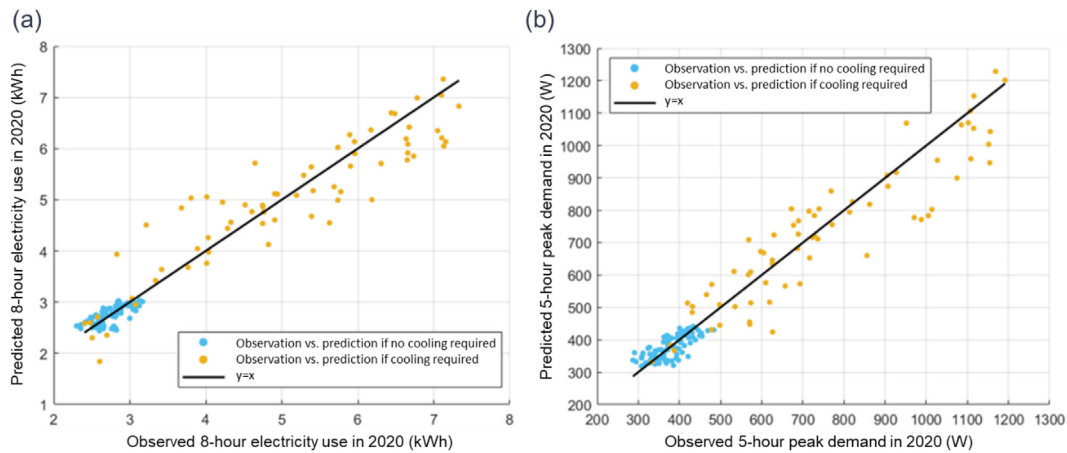 (a)
8
7
6
5
4
3
2
1
Predicted 8-hour electricity use in 2020 (kWh)
Observation vs. prediction if no cooling required
Observation vs. prediction if cooling required
y=x
2 3 4 5 6 7 8
Observed 8-hour electricity use in 2020 (kWh)
(b)
1300
1200
1100
1000
900
800
700
600
500
400
300
200
Predicted 5-hour peak demand in 2020 (W)
Observation vs. prediction if no cooling required
Observation vs. prediction if cooling required
y=x
200 300 400 500 600 700 800 900 1000 1100 1200 1300
Observed 5-hour peak demand in 2020 (W)